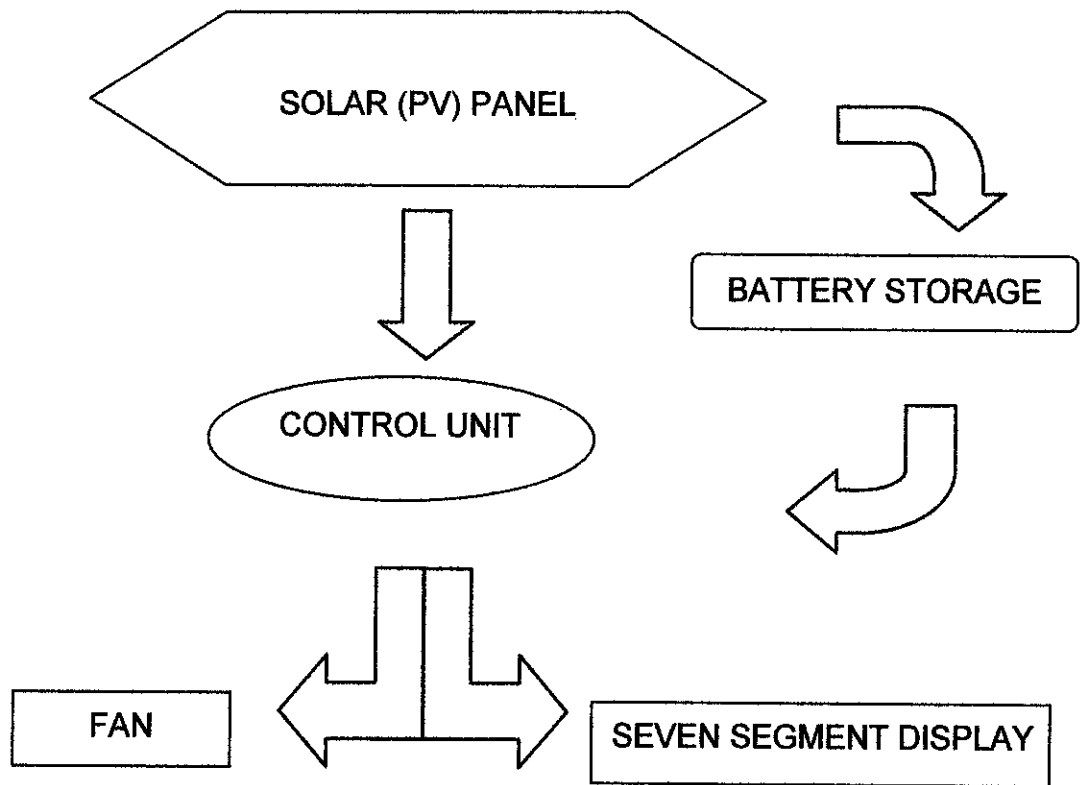 SOLAR (PV) PANEL
BATTERY STORAGE
CONTROL UNIT
FAN
SEVEN SEGMENT DISPLAY